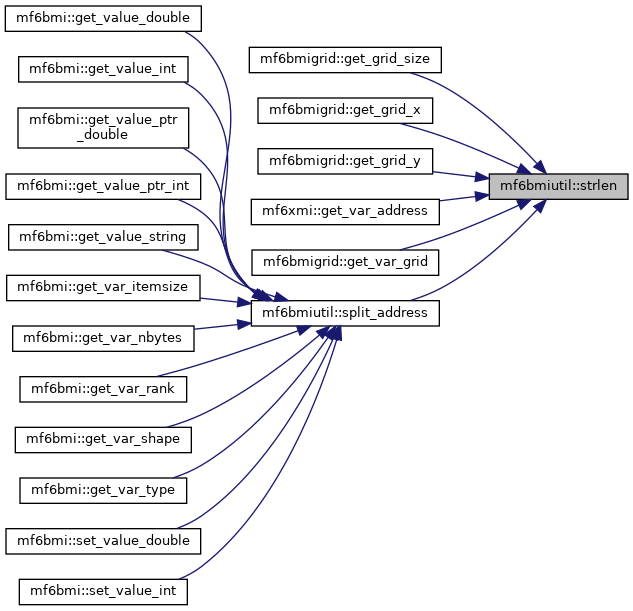 mf6bmi::get_value_double
mf6bmi::get_value_int
mf6bmi::get_value_ptr
_double
mf6bmi::get_value_ptr_int
mf6bmi::get_value_string
mf6bmi::get_var_itemsize
mf6bmi::get_var_nbytes
mf6bmi::get_var_rank
mf6bmi::get_var_shape
mf6bmi::get_var_type
mf6bmi::set_value_double
mf6bmi::set_value_int
mf6bmigrid::get_grid_size
mf6bmigrid::get_grid_x
mf6bmigrid::get_grid_y
mf6xmi::get_var_address
mf6bmigrid::get_var_grid
mf6bmiutil::split_address
mf6bmiutil::strlen